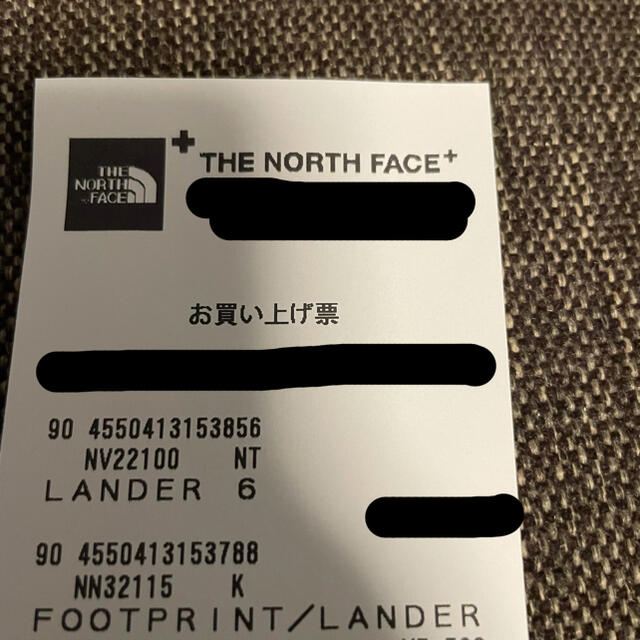 THE
NORTH
FACE
THE NORTH FACE+
お買い上げ票
90 4550413153856
NV22100 NT
LANDER 6
90 4550413153788
NN32115 K
FOOTPRINT/LANDER